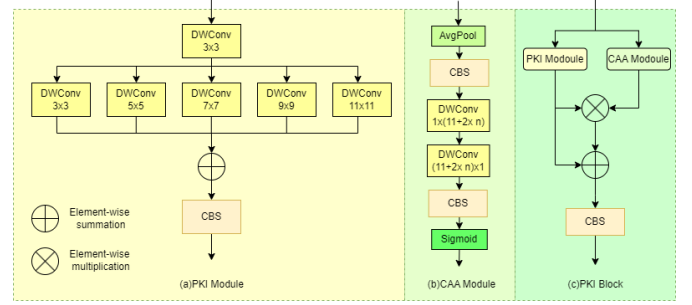 DWConv
3x3
DWConv
3x3
DWConv
5x5
DWConv
7x7
DWConv
9x9
DWConv
11x11
CBS
Element-wise
summation
Element-wise
multiplication
(a)PKI Module
AvgPool
CBS
DWConv
1x(11+2x n)
DWConv
(11+2x n)x1
CBS
Sigmoid
(b)CAA Module
PKI Modoule
CAA Modoule
CBS
(c)PKI Block